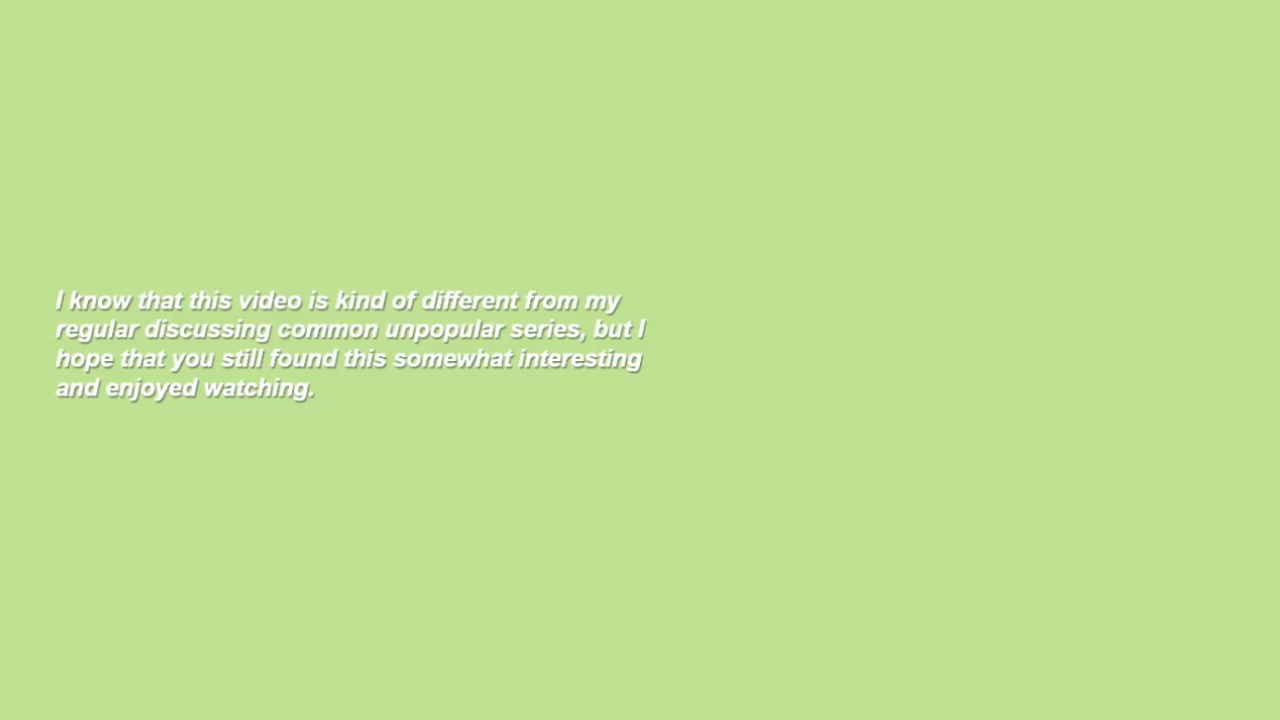 I know that this video is kind of different from my
regular discussing common unpopular series, but I
hope that you still found this somewhat interesting
and enjoyed watching.